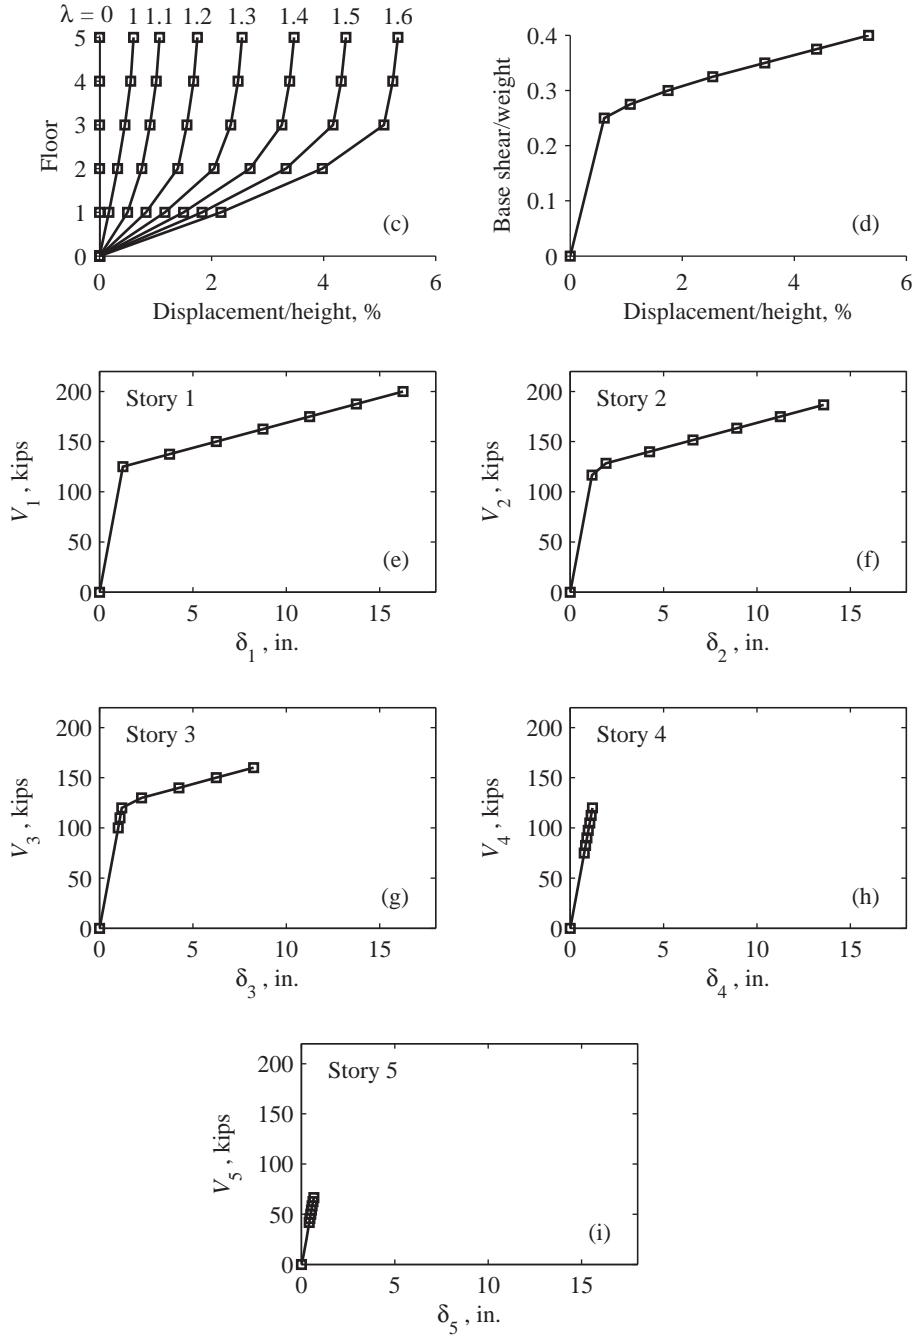 λ = 0 1 1.1 1.2 1.3 1.4 1.5 1.6
5
4
3
2
1
0
Floor
(c)
0 2 4 6
Displacement/height, %
0.4
0.3
0.2
0.1
0
Base shear/weight
(d)
0 2 4 6
Displacement/height, %
200
150
100
50
0
V1 , kips
Story 1
(e)
0 5 10 15
δ1 , in.
200
150
100
50
0
V2 , kips
Story 2
(f)
0 5 10 15
δ2 , in.
200
150
100
50
0
V3 , kips
Story 3
(g)
0 5 10 15
δ3 , in.
200
150
100
50
0
V4 , kips
Story 4
(h)
0 5 10 15
δ4 , in.
200
150
100
50
0
V5 , kips
Story 5
(i)
0 5 10 15
δ5 , in.